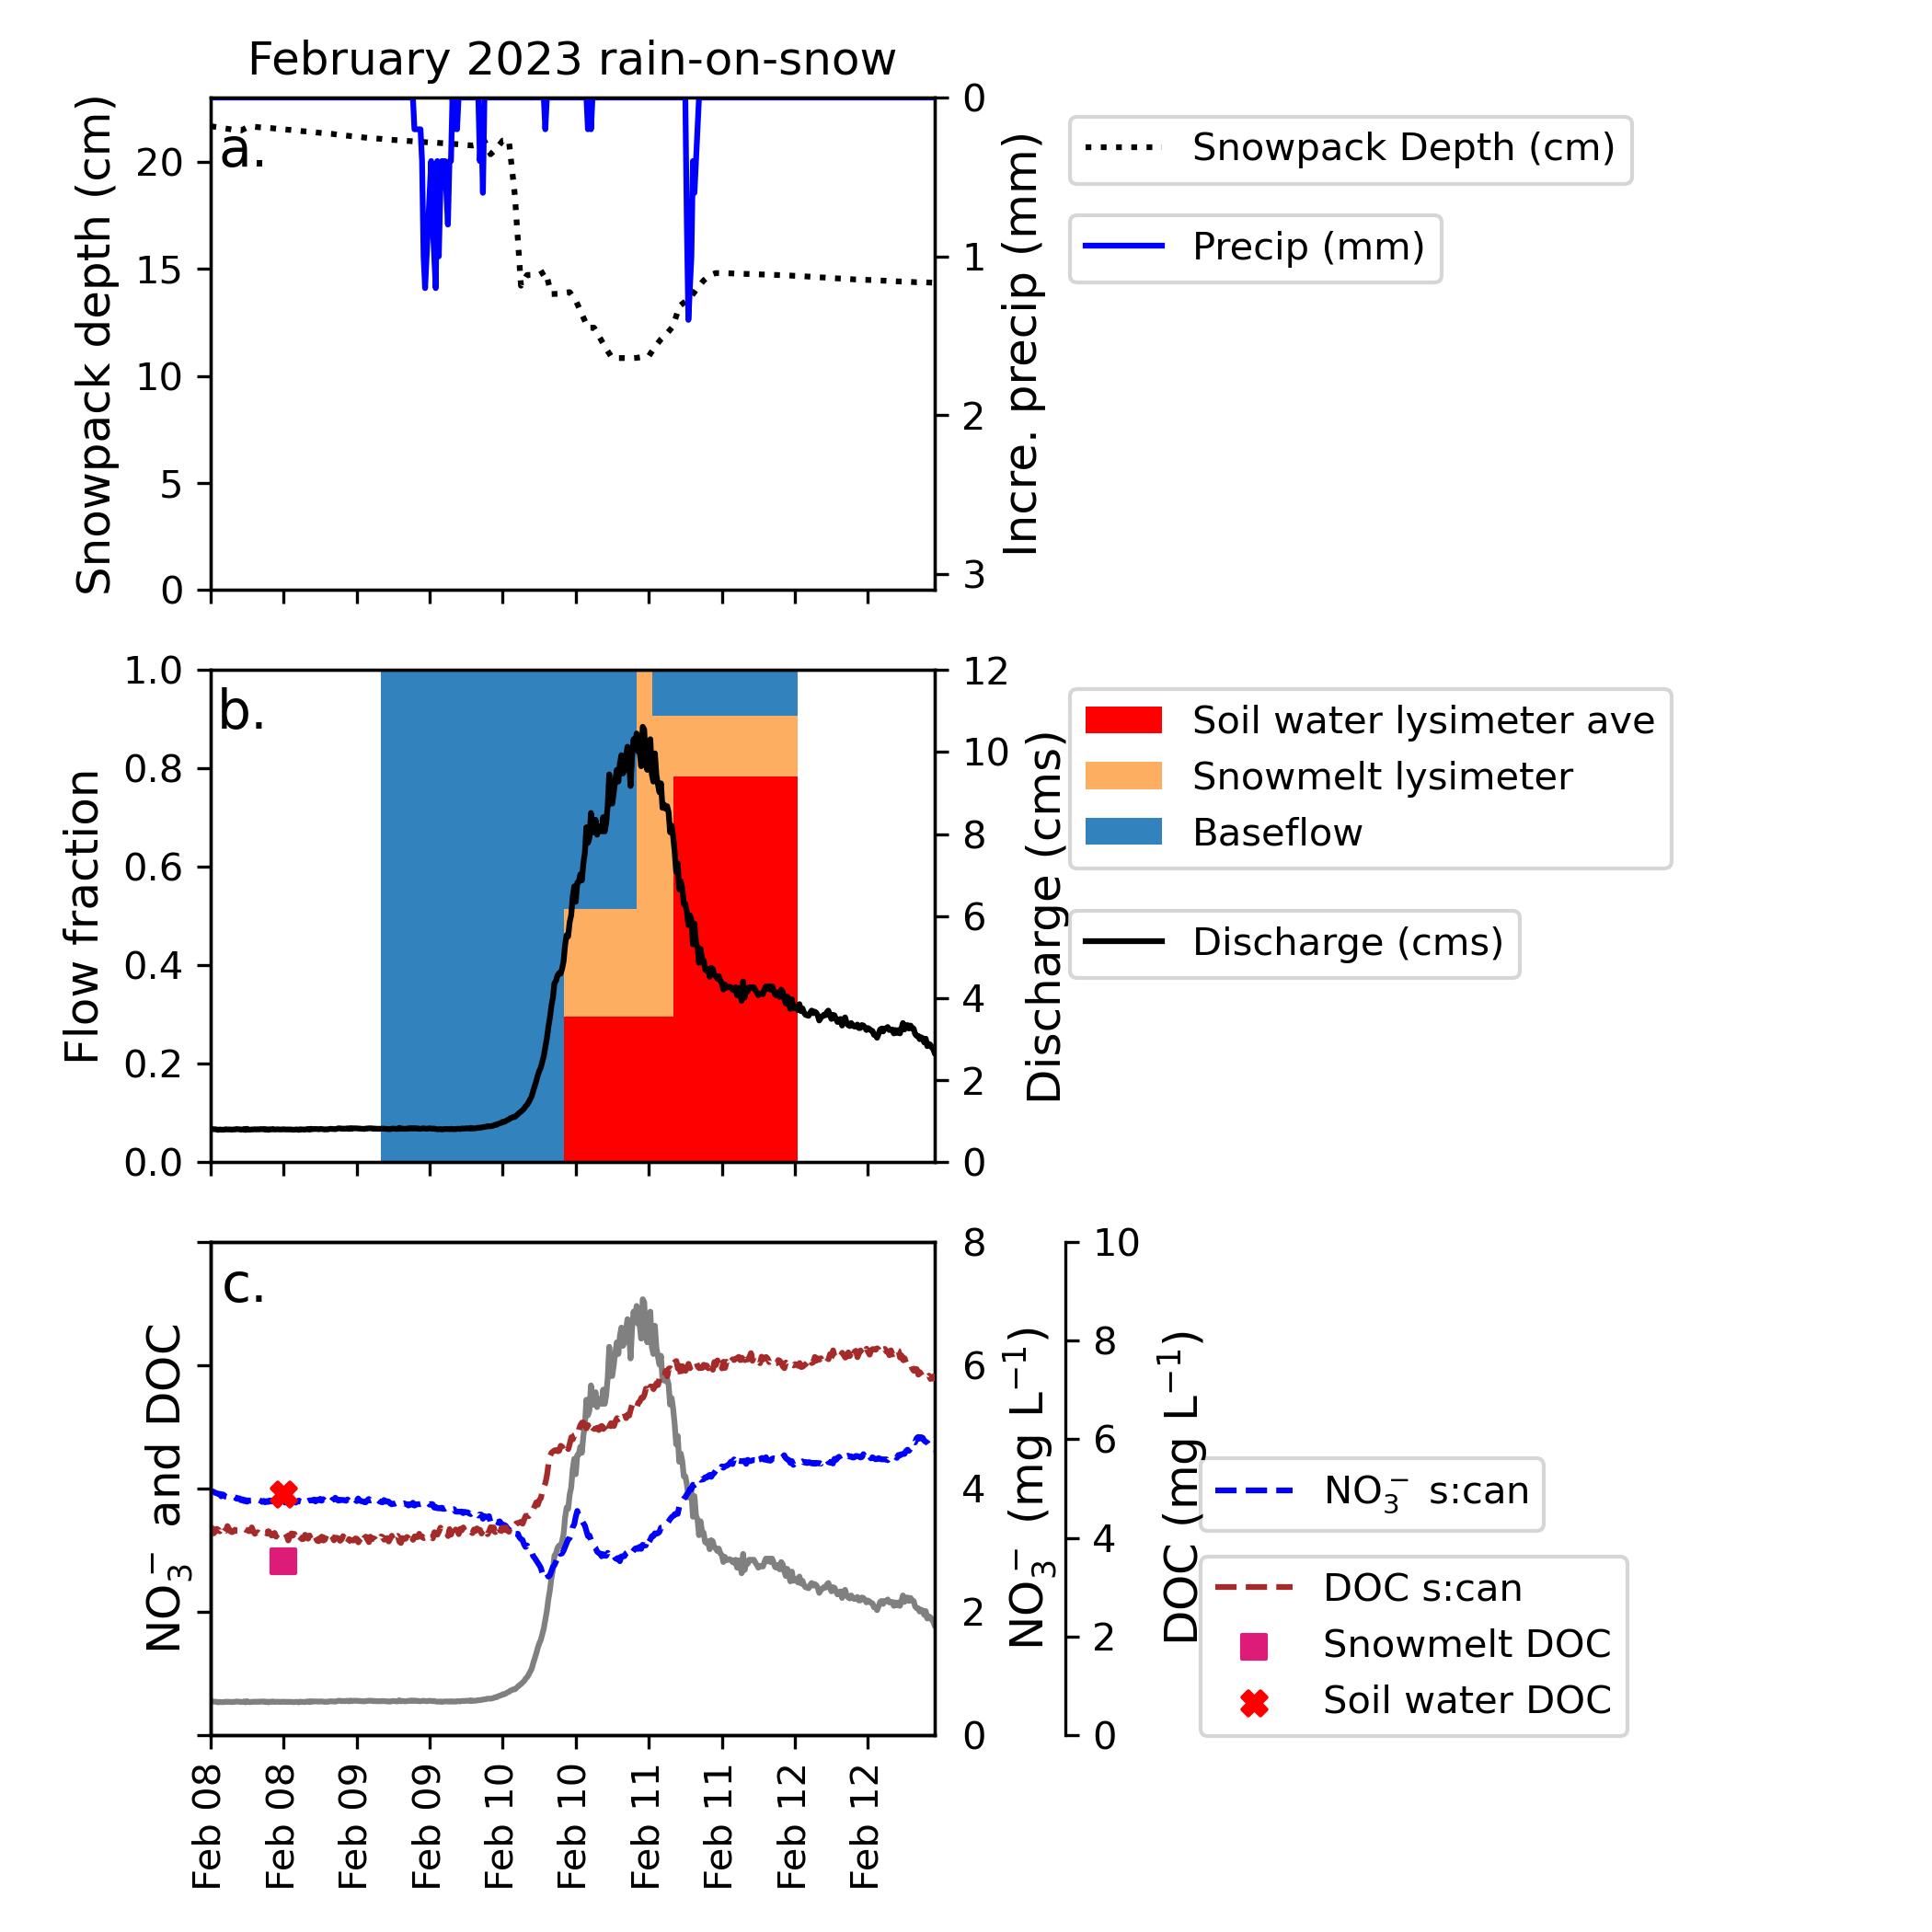 February 2023 rain-on-snow
Snowpack depth (cm)
20
15
10
5
0
a.
0
1
2
3
Incre. precip (mm)
Snowpack Depth (cm)
Precip (mm)
Flow fraction
1.0
0.8
0.6
0.4
0.2
0.0
b.
12
10
8
6
4
2
0
Discharge (cms)
Soil water lysimeter ave
Snowmelt lysimeter
Baseflow
Discharge (cms)
NO₃⁻ and DOC
c.
8
6
4
2
0
NO₃⁻ (mg L⁻¹)
10
8
6
4
2
0
DOC (mg L⁻¹)
NO₃⁻ s:can
DOC s:can
Snowmelt DOC
Soil water DOC
Feb 08
Feb 08
Feb 09
Feb 09
Feb 10
Feb 10
Feb 11
Feb 11
Feb 12
Feb 12